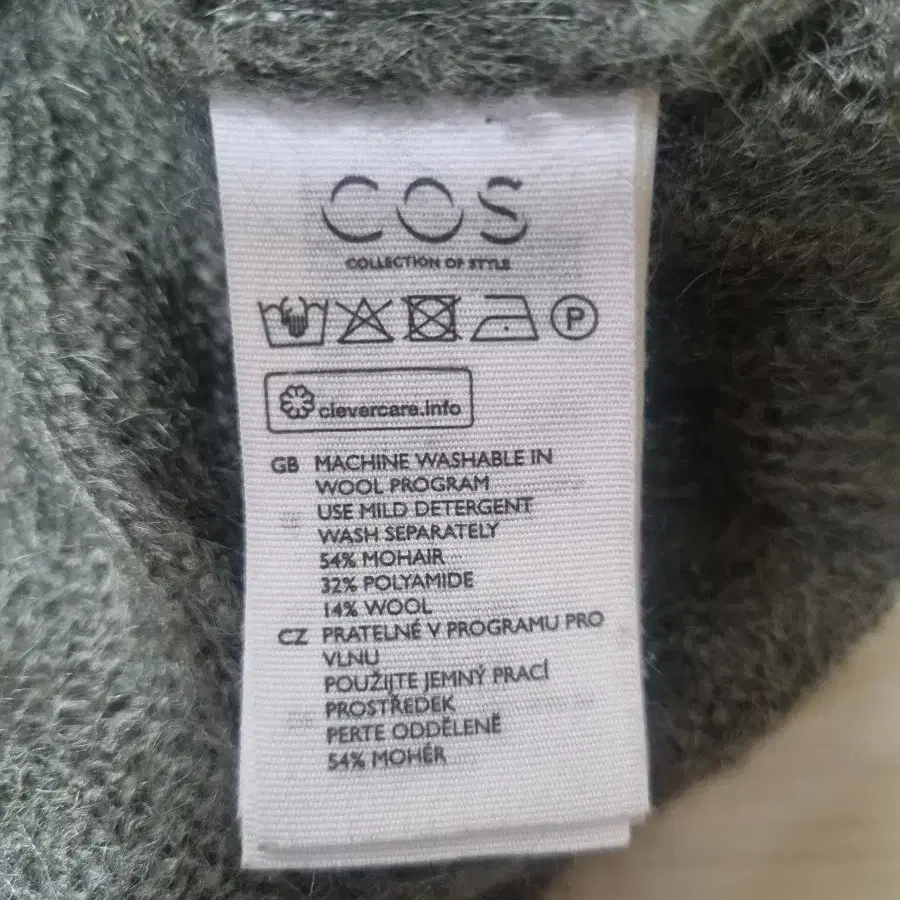 COS
COLLECTION OF STYLE
P
clevercare.info
GB MACHINE WASHABLE IN
WOOL PROGRAM
USE MILD DETERGENT
WASH SEPARATELY
54% MOHAIR
32% POLYAMIDE
14% WOOL
CZ PRATELNÉ V PROGRAMU PRO
VLNU
POUŽIJTE JEMNÝ PRACÍ
PROSTŘEDEK
PERTE ODDĚLENĚ
54% MOHÉR